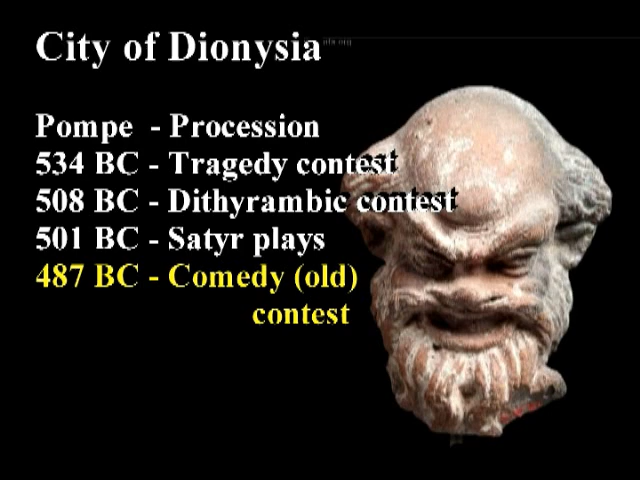 City of Dionysia
Pompe - Procession
534 BC - Tragedy contest
508 BC - Dithyrambic contest
501 BC - Satyr plays
487 BC - Comedy (old)
contest